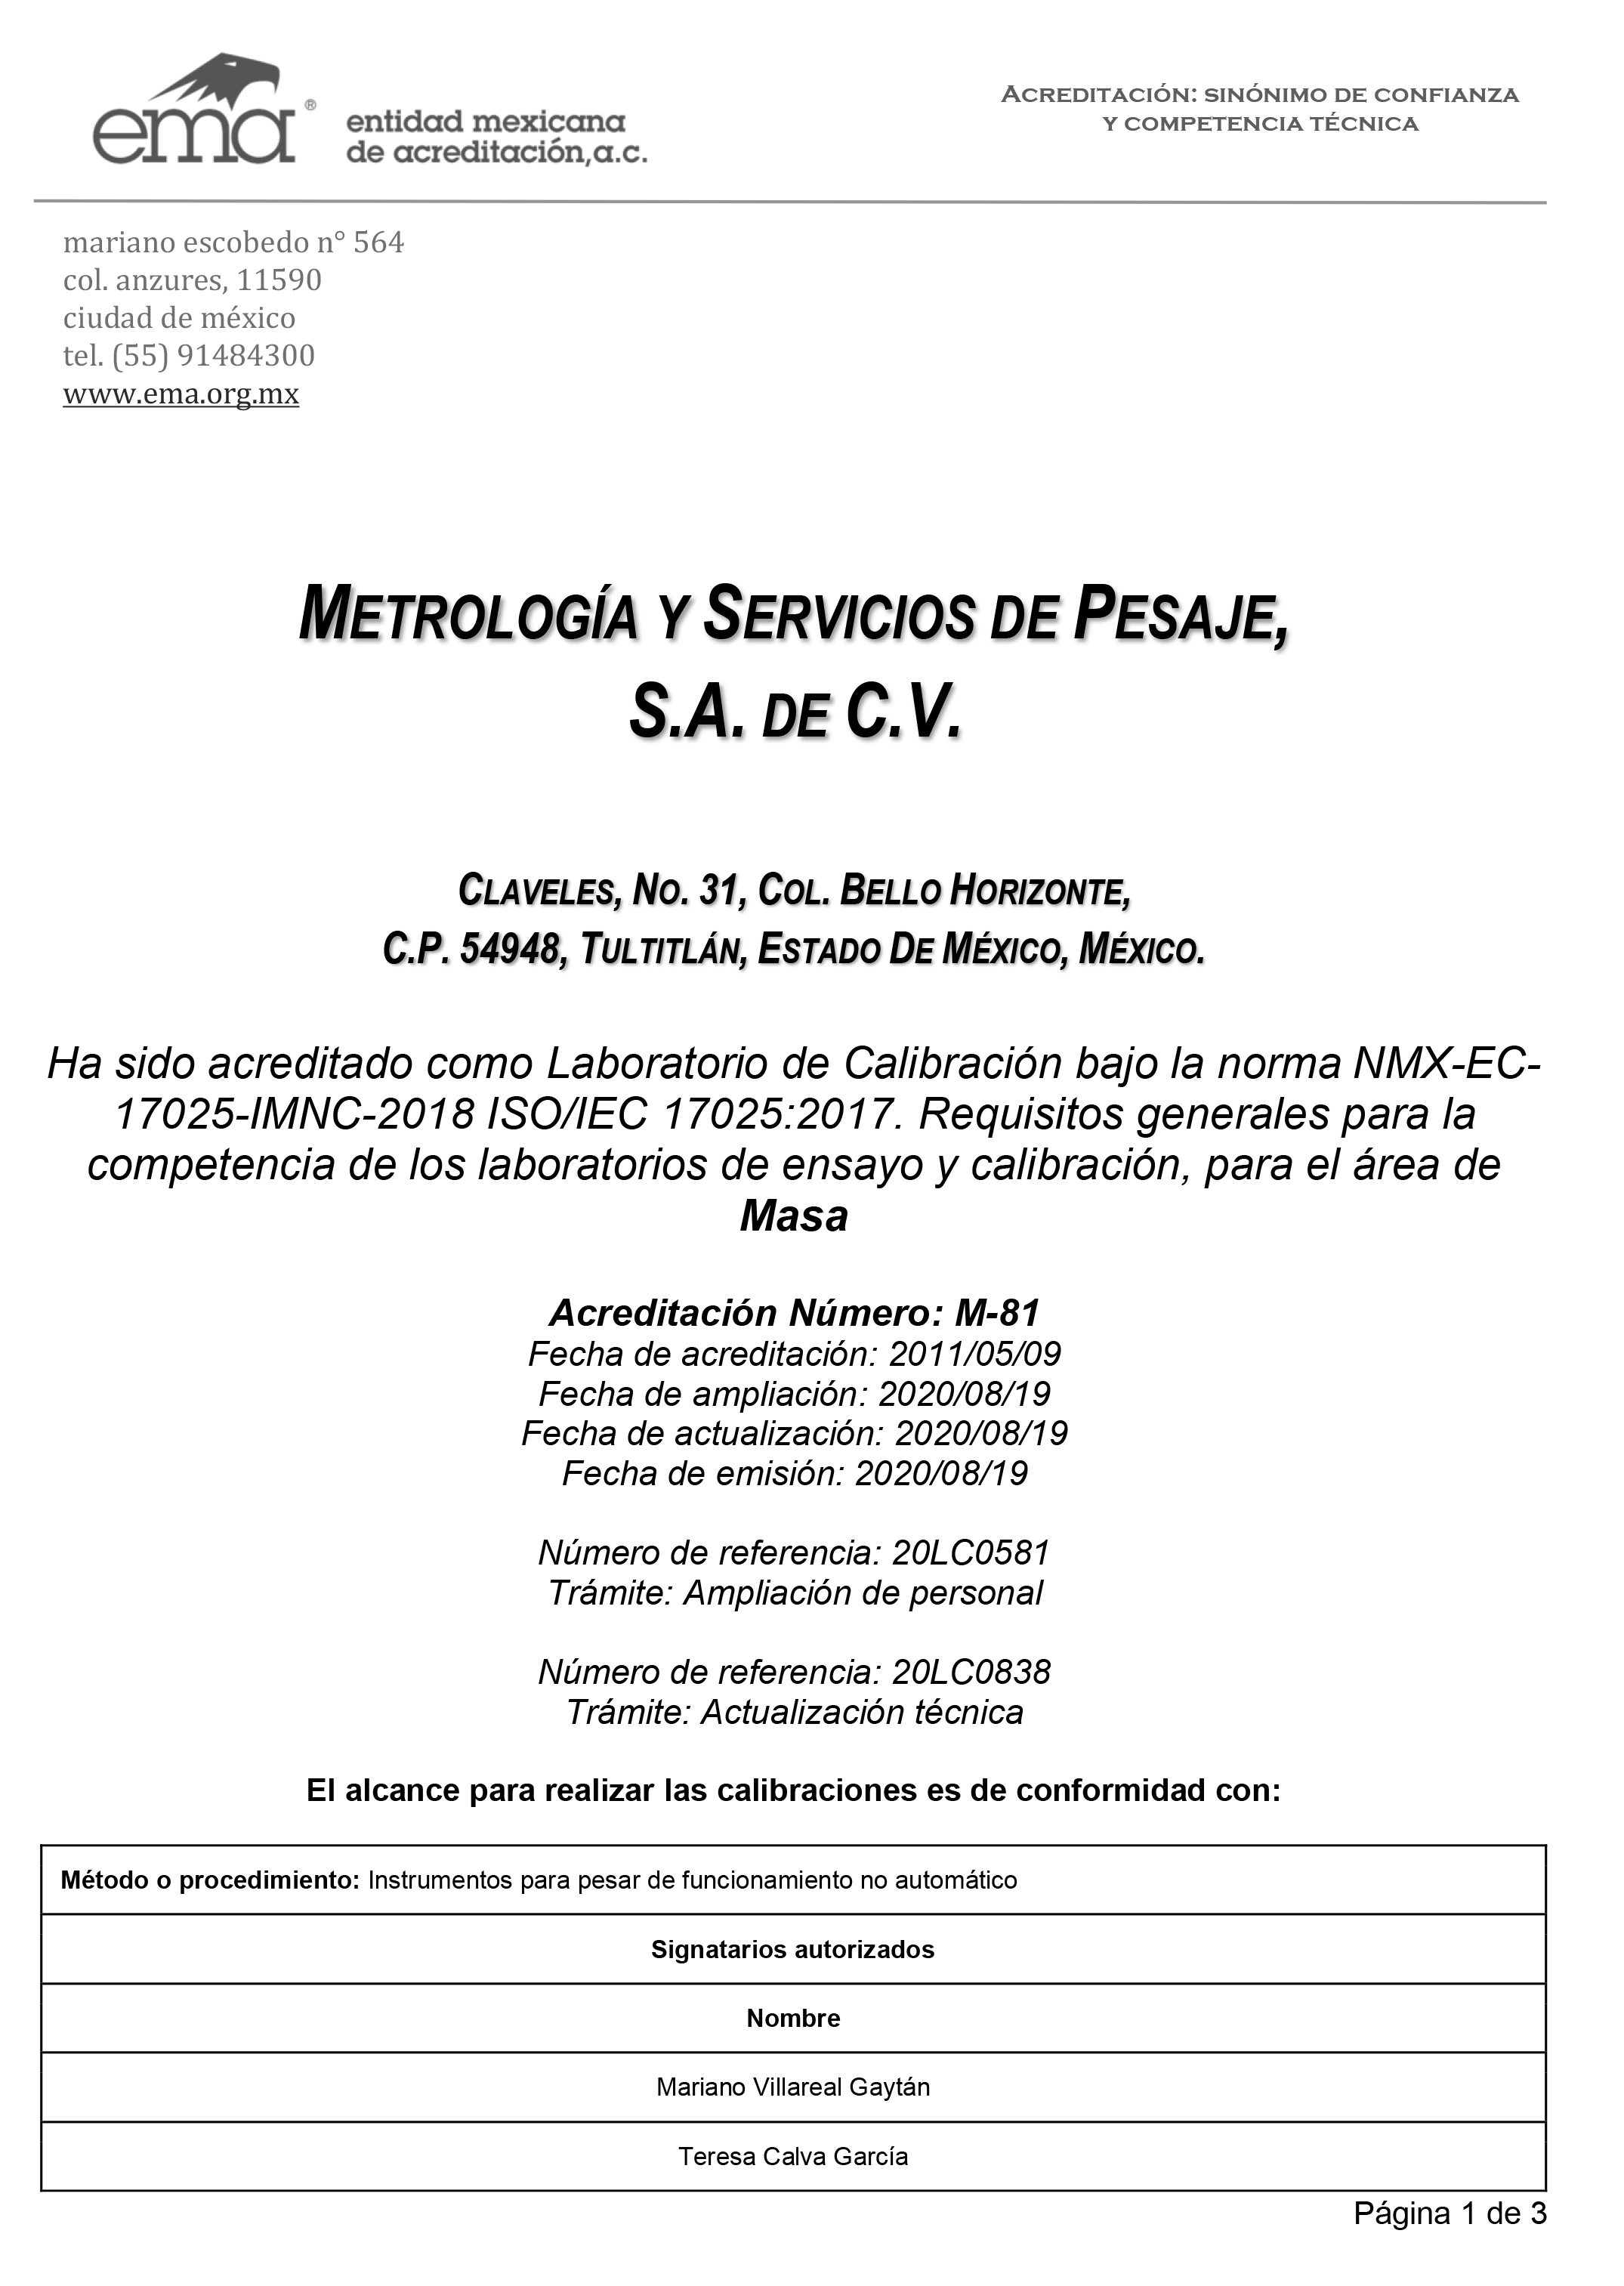 ema®
entidad mexicana
de acreditación,a.c.
ACREDITACIÓN: SINÓNIMO DE CONFIANZA
Y COMPETENCIA TÉCNICA
mariano escobedo n° 564
col. anzures, 11590
ciudad de méxico
tel. (55) 91484300
www.ema.org.mx
METROLOGÍA Y SERVICIOS DE PESAJE,
S.A. DE C.V.
CLAVELES, NO. 31, COL. BELLO HORIZONTE,
C.P. 54948, TULTITLÁN, ESTADO DE MÉXICO, MÉXICO.
Ha sido acreditado como Laboratorio de Calibración bajo la norma NMX-EC-
17025-IMNC-2018 ISO/IEC 17025:2017. Requisitos generales para la
competencia de los laboratorios de ensayo y calibración, para el área de
Masa
Acreditación Número: M-81
Fecha de acreditación: 2011/05/09
Fecha de ampliación: 2020/08/19
Fecha de actualización: 2020/08/19
Fecha de emisión: 2020/08/19
Número de referencia: 20LC0581
Trámite: Ampliación de personal
Número de referencia: 20LC0838
Trámite: Actualización técnica
El alcance para realizar las calibraciones es de conformidad con:
Método o procedimiento: Instrumentos para pesar de funcionamiento no automático
Signatarios autorizados
Nombre
Mariano Villareal Gaytán
Teresa Calva García
Página 1 de 3